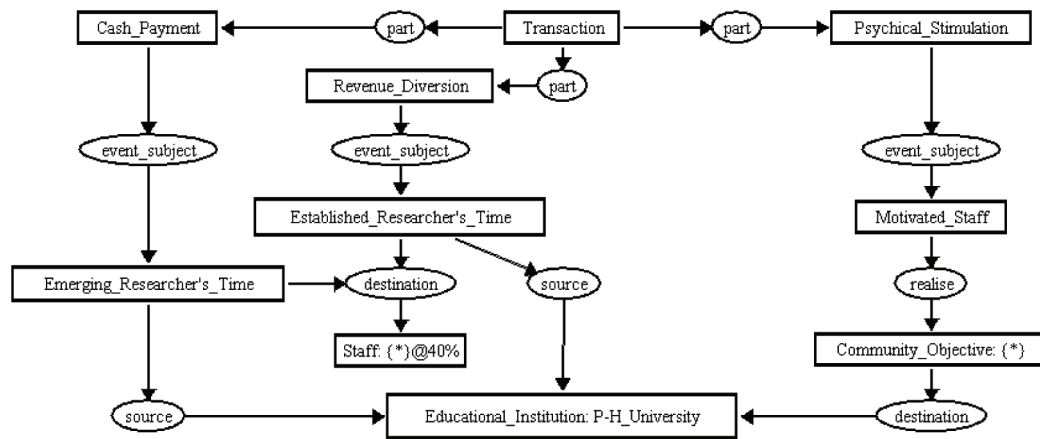 Cash_Payment part Transaction part Psychical_Stimulation
Revenue_Diversion part
event_subject event_subject event_subject
Established_Researcher's_Time Motivated_Staff
Emerging_Researcher's_Time destination source realise
Staff: {*}@40% Community_Objective: {*}
source Educational_Institution: P-H_University destination